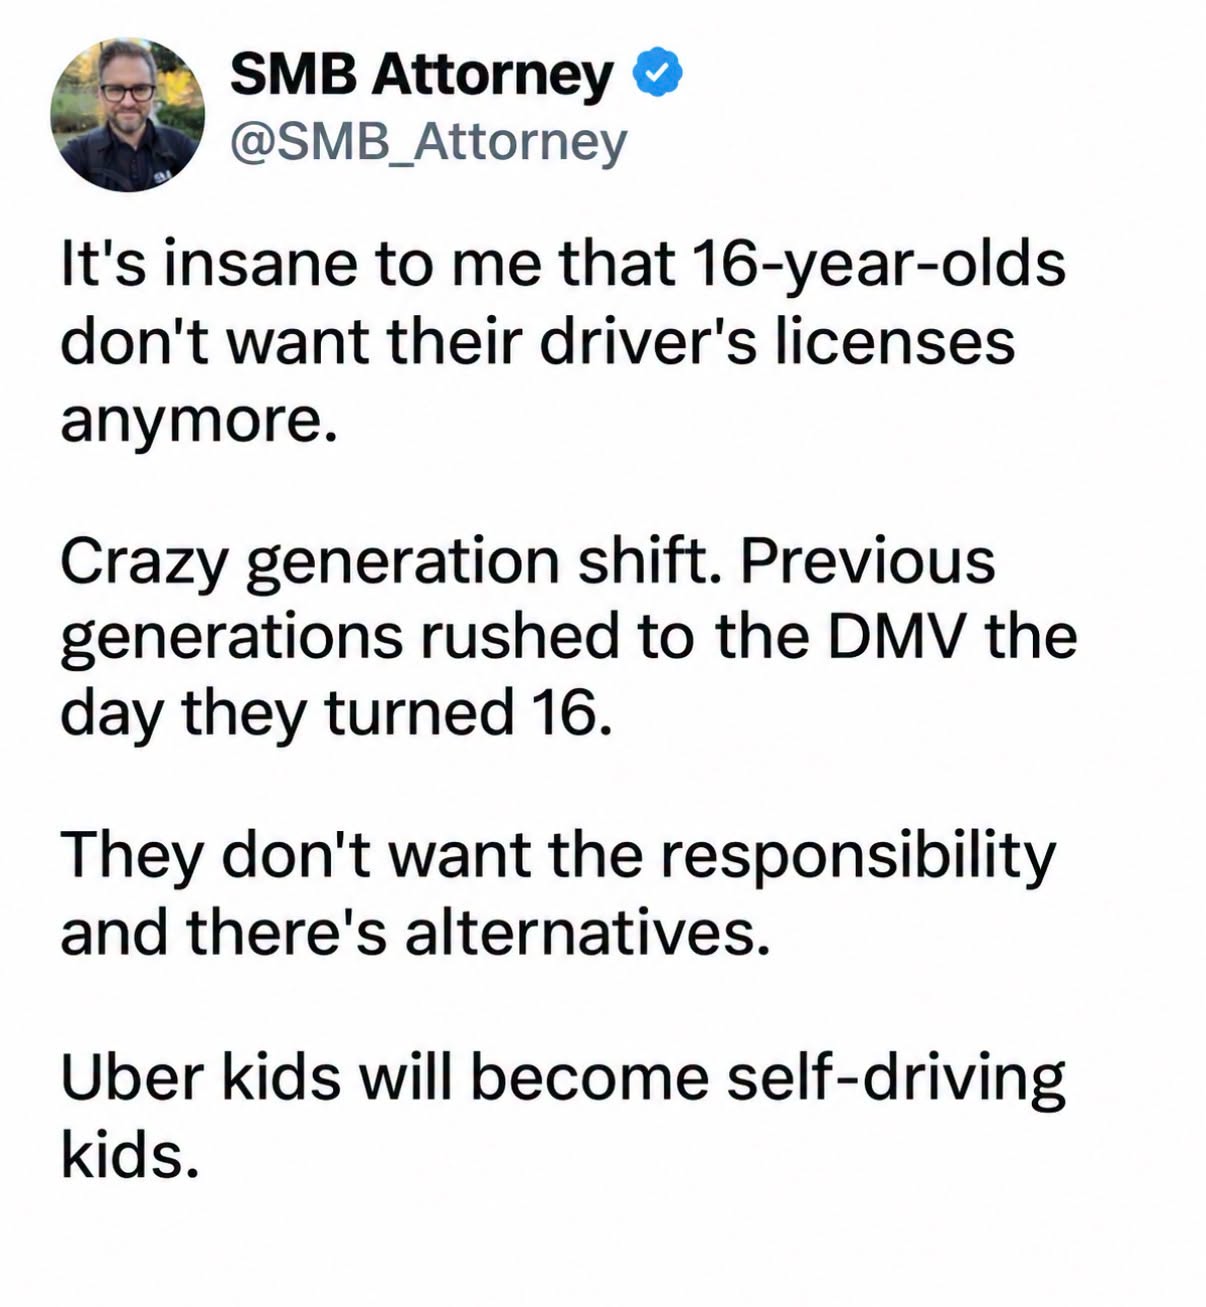 SMB Attorney
@SMB_Attorney
It's insane to me that 16-year-olds
don't want their driver's licenses
anymore.
Crazy generation shift. Previous
generations rushed to the DMV the
day they turned 16.
They don't want the responsibility
and there's alternatives.
Uber kids will become self-driving
kids.